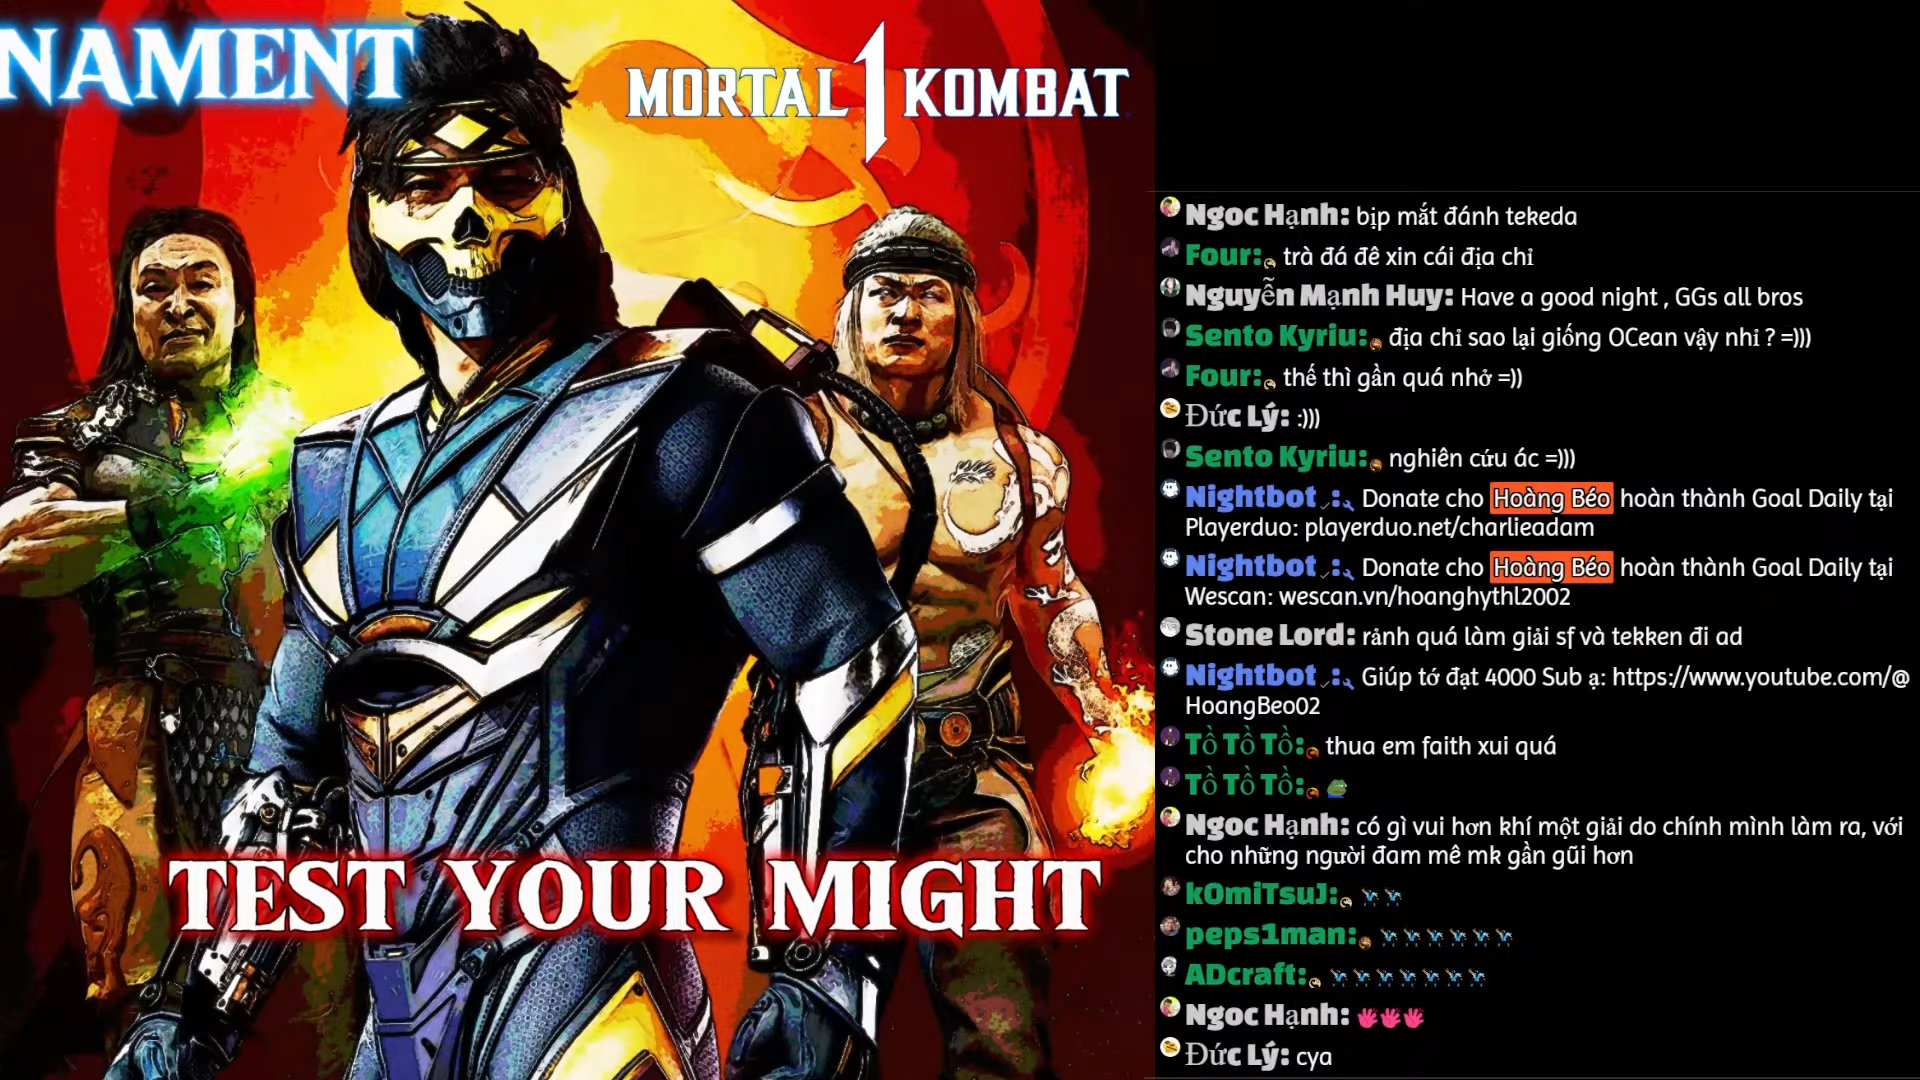 NAMENT
MORTAL 1 KOMBAT
TEST YOUR MIGHT
Ngoc Hạnh: bịp mắt đánh tekeda
Four: trà đá đê xin cái địa chỉ
Nguyễn Mạnh Huy: Have a good night , GGs all bros
Sento Kyriu: địa chỉ sao lại giống OCean vậy nhỉ ? =)))
Four: thế thì gần quá nhở =))
Đức Lý: :)))
Sento Kyriu: nghiên cứu ác =)))
Nightbot : Donate cho Hoàng Béo hoàn thành Goal Daily tại
Playerduo: playerduo.net/charlieadam
Nightbot : Donate cho Hoàng Béo hoàn thành Goal Daily tại
Wescan: wescan.vn/hoanghythl2002
Stone Lord: rảnh quá làm giải sf và tekken đi ad
Nightbot : Giúp tớ đạt 4000 Sub ạ: https://www.youtube.com/@
HoangBeo02
Tồ Tồ Tồ: thua em faith xui quá
Tồ Tồ Tồ:
Ngoc Hạnh: có gì vui hơn khí một giải do chính mình làm ra, với
cho những người đam mê mk gần gũi hơn
kOmiTsuJ:
peps1man:
ADcraft:
Ngoc Hạnh:
Đức Lý: cya